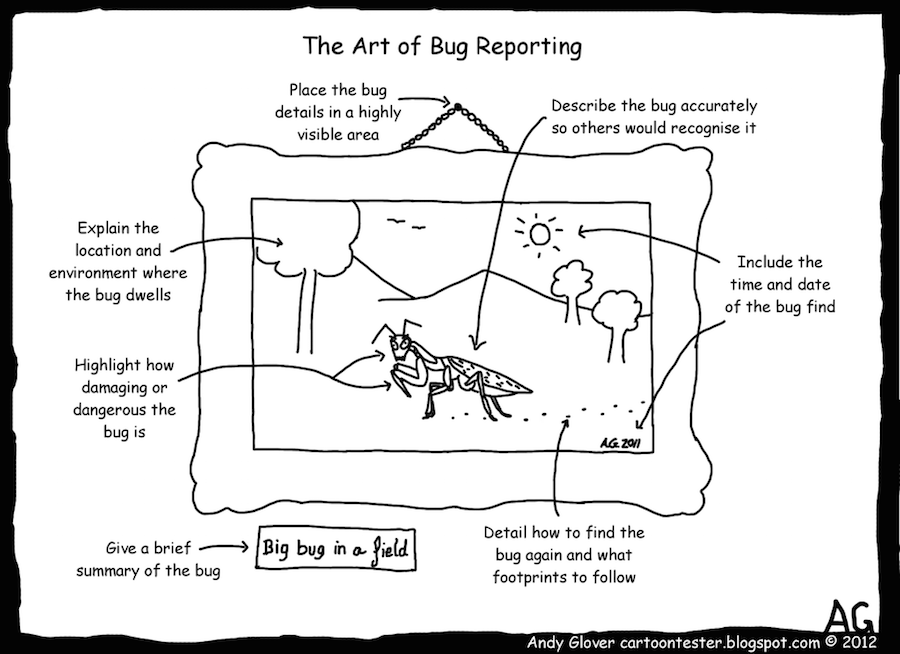 The Art of Bug Reporting
Place the bug
details in a highly
visible area
Describe the bug accurately
so others would recognise it
Explain the
location and
environment where
the bug dwells
Include the
time and date
of the bug find
Highlight how
damaging or
dangerous the
bug is
A.G. 2011
Give a brief
summary of the bug
Big bug in a field
Detail how to find the
bug again and what
footprints to follow
AG
Andy Glover cartoontester.blogspot.com © 2012